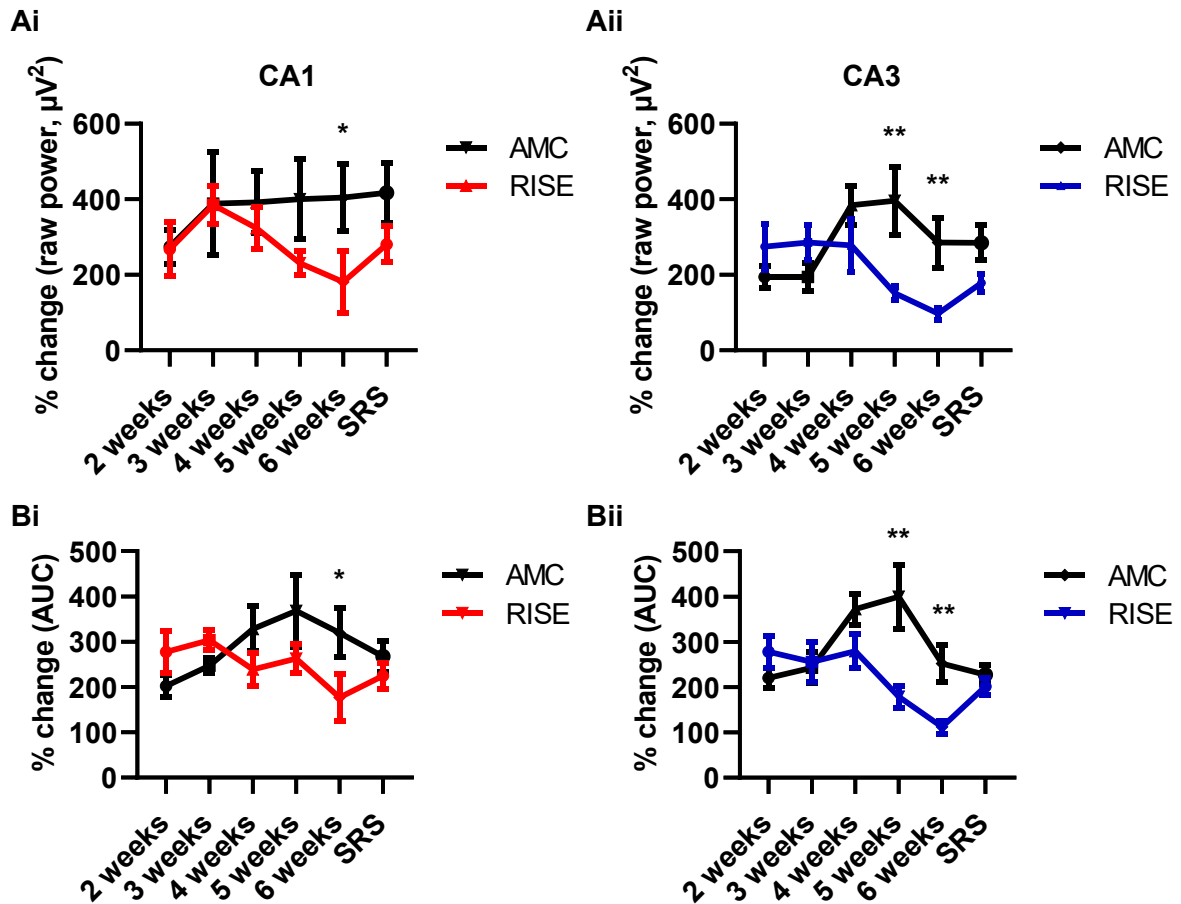 Ai
CA1
% change (raw power, µV²)
600
400
200
0
*
AMC
RISE
2 weeks
3 weeks
4 weeks
5 weeks
6 weeks
SRS
Aii
CA3
% change (raw power, µV²)
600
400
200
0
**
**
AMC
RISE
2 weeks
3 weeks
4 weeks
5 weeks
6 weeks
SRS
Bi
% change (AUC)
500
400
300
200
100
0
*
AMC
RISE
2 weeks
3 weeks
4 weeks
5 weeks
6 weeks
SRS
Bii
% change (AUC)
500
400
300
200
100
0
**
**
AMC
RISE
2 weeks
3 weeks
4 weeks
5 weeks
6 weeks
SRS